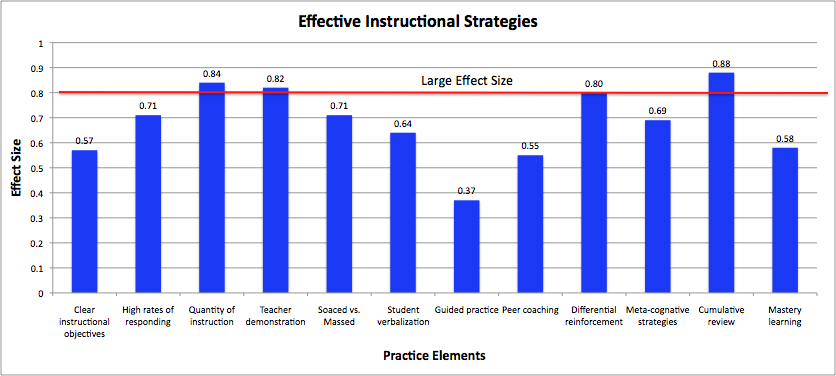 Effective Instructional Strategies
1
0.9
0.8
0.7
0.6
0.5
0.4
0.3
0.2
0.1
0
Effect Size
Large Effect Size
0.57
0.71
0.84
0.82
0.71
0.64
0.37
0.55
0.80
0.69
0.88
0.58
Clear
instructional
objectives
High rates of
responding
Quantity of
instruction
Teacher
demonstration
Soaced vs.
Massed
Student
verbalization
Guided practice
Peer coaching
Differential
reinforcement
Meta-cognative
strategies
Cumulative
review
Mastery
learning
Practice Elements